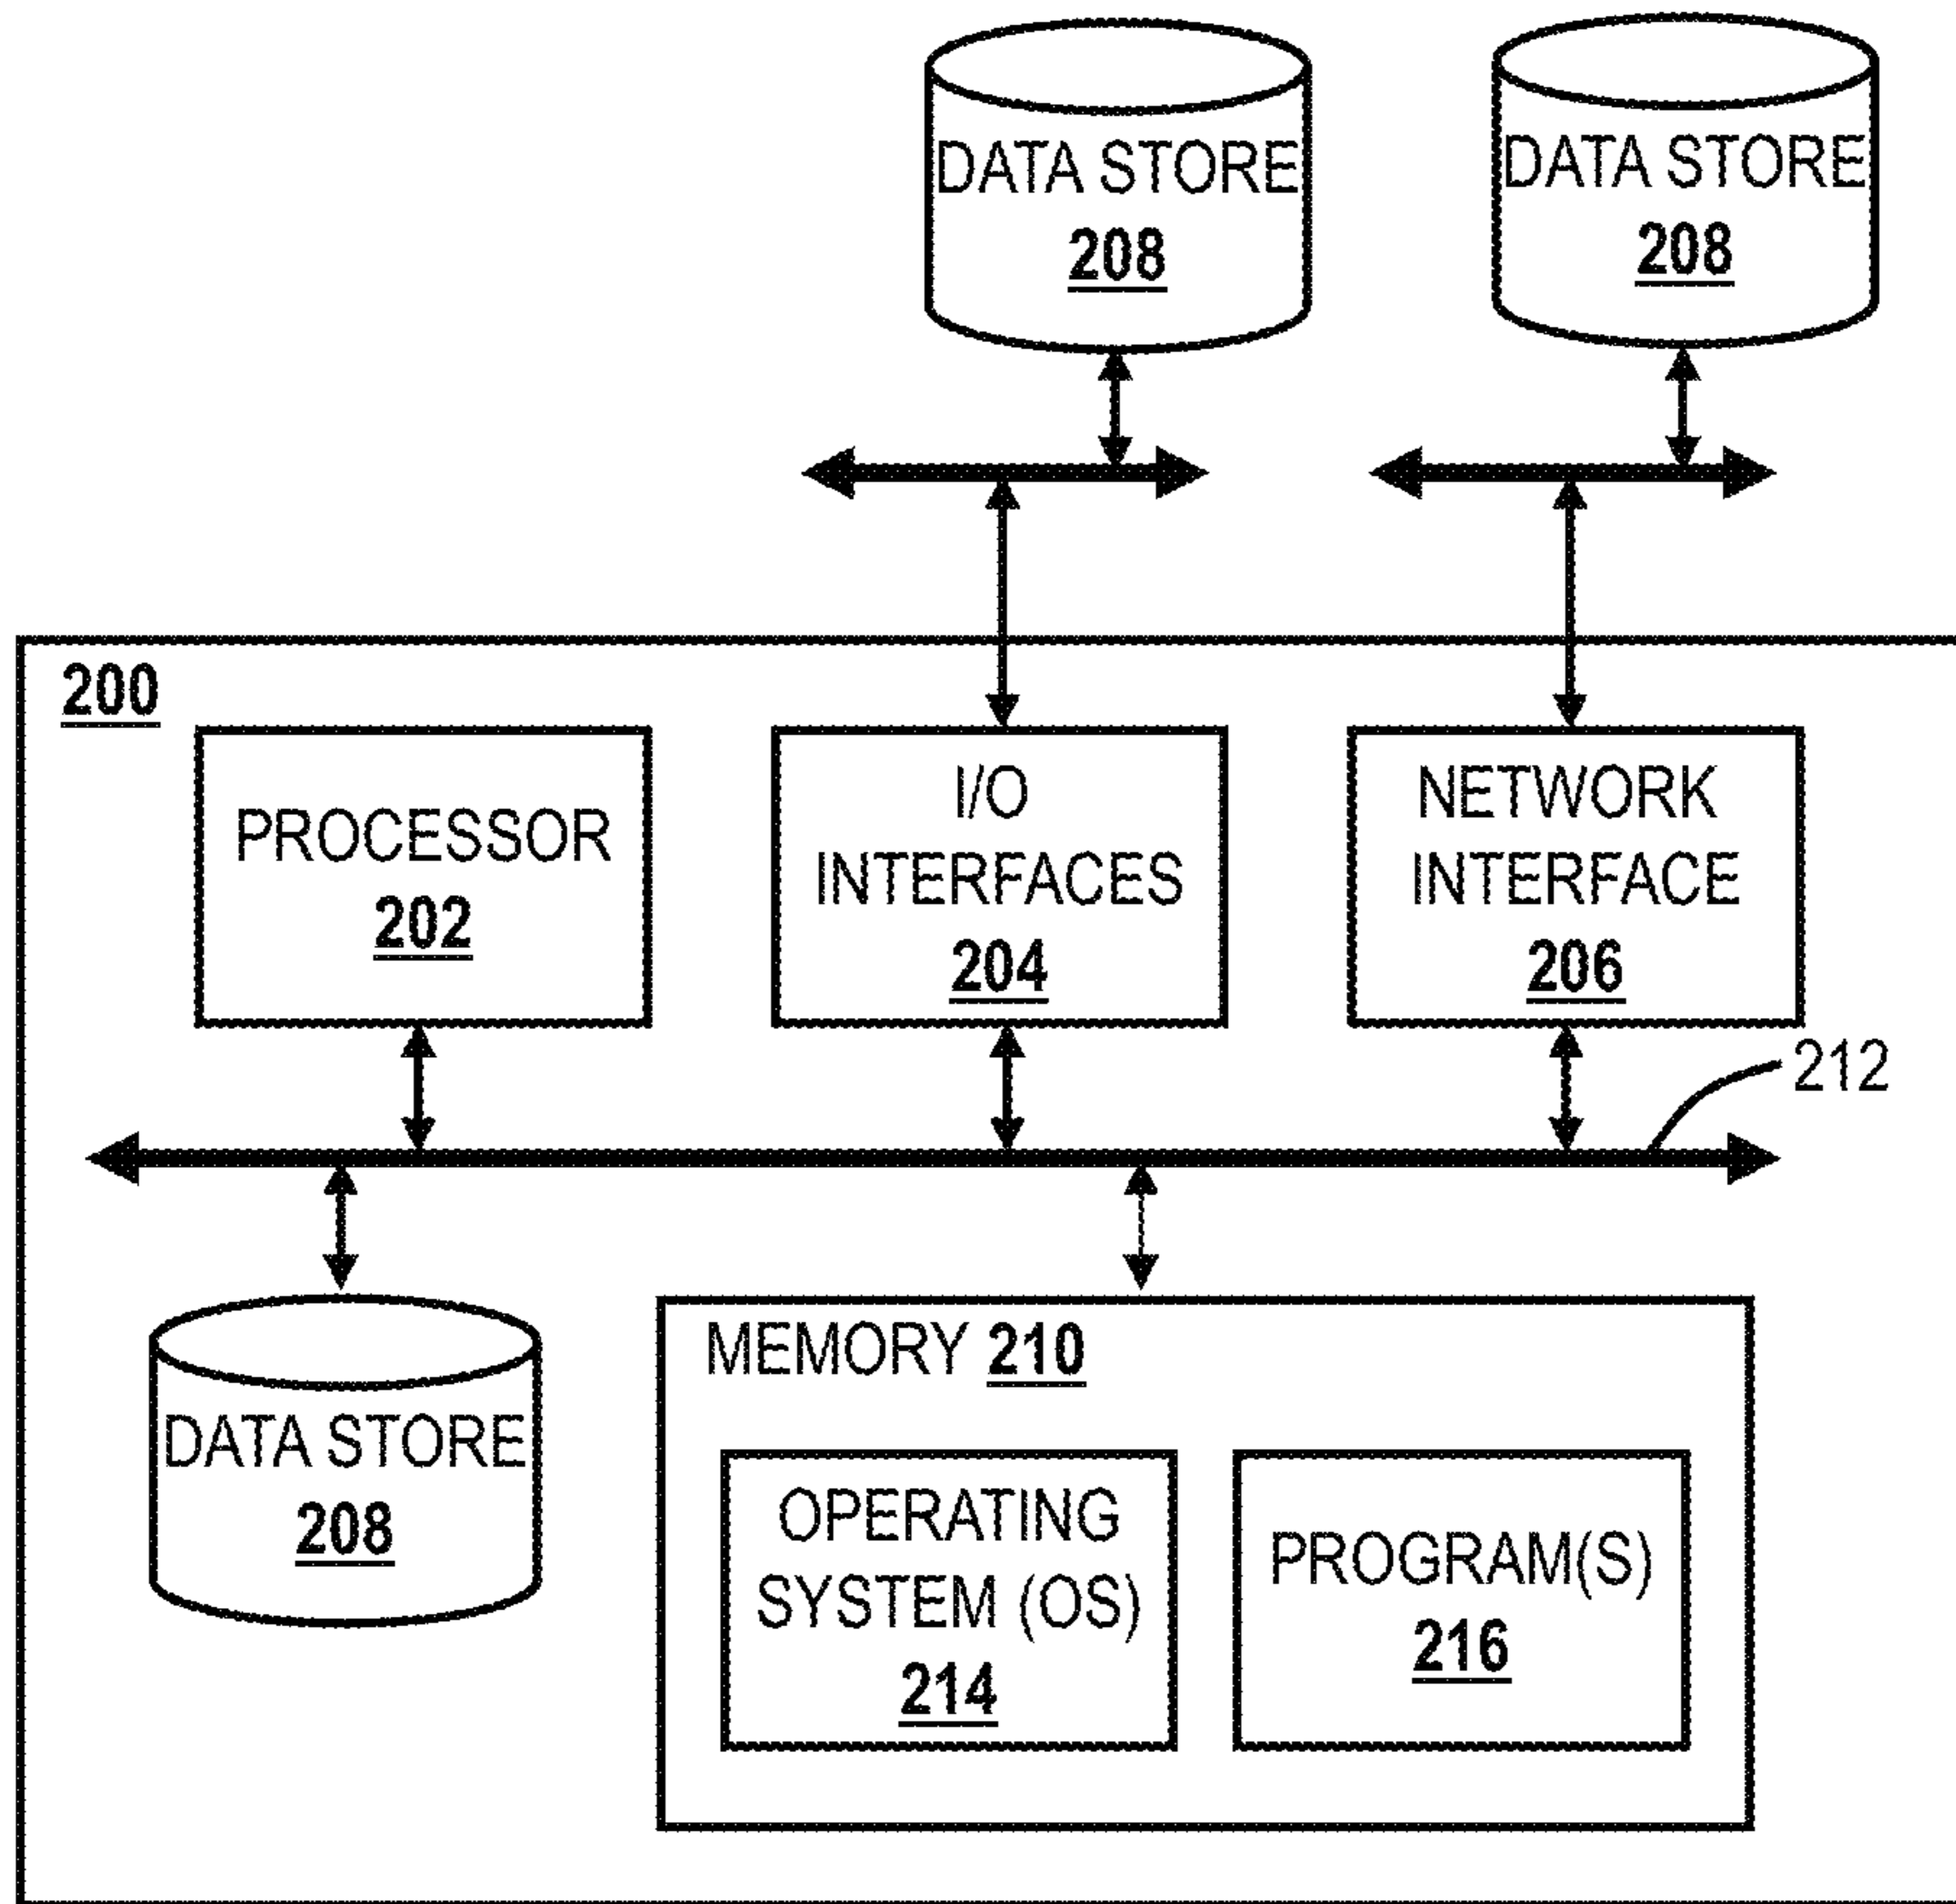 DATA STORE
208
DATA STORE
208
200
PROCESSOR
202
I/O
INTERFACES
204
NETWORK
INTERFACE
206
212
DATA STORE
208
MEMORY 210
OPERATING
SYSTEM (OS)
214
PROGRAM(S)
216